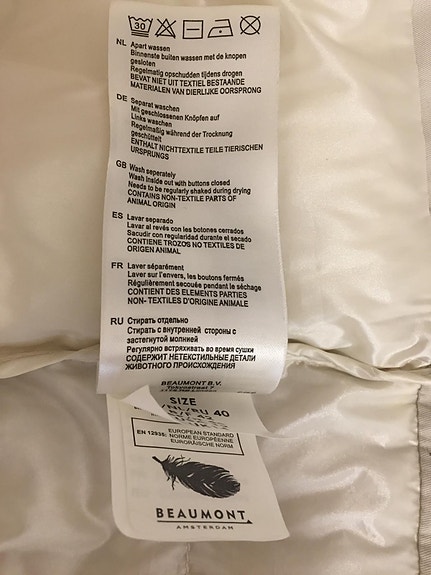 30
NL Apart wassen
Binnenste buiten wassen met de knopen
gesloten
Regelmatig opschudden tijdens drogen
BEVAT NIET UIT TEXTIEL BESTAANDE
MATERIALEN VAN DIERLIJKE OORSPRONG
DE Separat waschen
Mit geschlossenen Knöpfen auf
Links waschen
Regelmäßig während der Trocknung
geschüttelt
ENTHALT NICHTTEXTILE TEILE TIERISCHEN
URSPRUNGS
GB Wash seperately
Wash Inside out with buttons closed
Needs to be regularly shaked during drying
CONTAINS NON-TEXTILE PARTS OF
ANIMAL ORIGIN
ES Lavar separado
Lavar al revés con los botones cerrados
Sacudir con regularidad durante el secado
CONTIENE TROZOS NO TEXTILES DE
ORIGEN ANIMAL
FR Laver séparément
Laver sur l'envers, les boutons fermés
Régulièrement secouée pendant le séchage
CONTIENT DES ELEMENTS PARTIES
NON- TEXTILES D'ORIGINE ANIMALE
RU Стирать отдельно
Стирать с внутренней стороны с
застегнутой молнией
Регулярно встряхивать во время сушки
СОДЕРЖИТ НЕТЕКСТИЛЬНЫЕ ДЕТАЛИ
ЖИВОТНОГО ПРОИСХОЖДЕНИЯ
BEAUMONT B.V.
SIZE
/NL/RU 40
42
EN 12935: EUROPEAN STANDARD
NORME EUROPÉENNE
EUROPÄISCHE NORM
BEAUMONT
AMSTERDAM